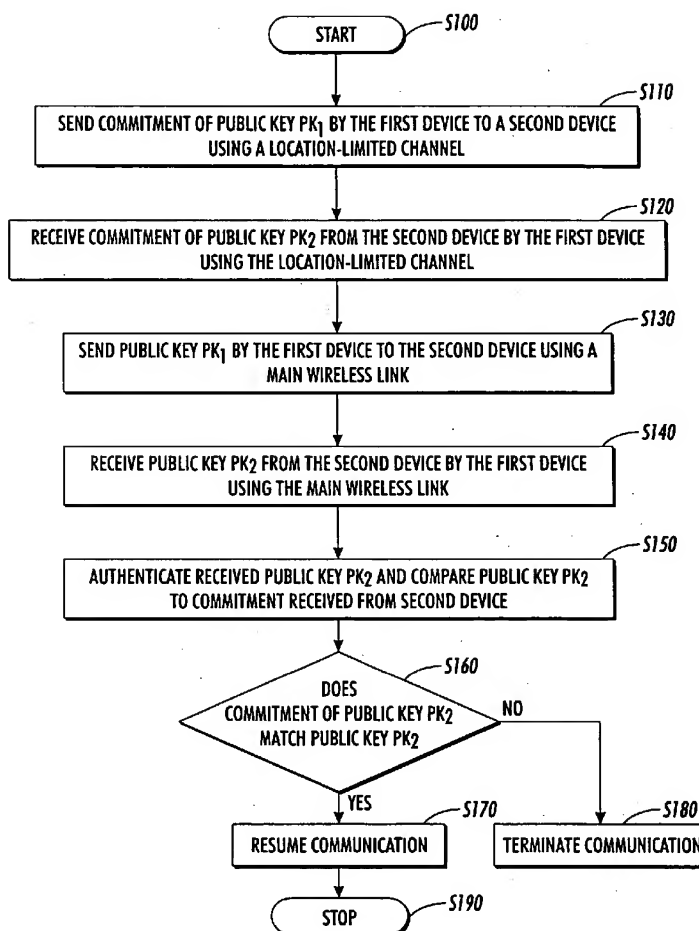 START
S100
S110
SEND COMMITMENT OF PUBLIC KEY PK1 BY THE FIRST DEVICE TO A SECOND DEVICE
USING A LOCATION-LIMITED CHANNEL
S120
RECEIVE COMMITMENT OF PUBLIC KEY PK2 FROM THE SECOND DEVICE BY THE FIRST DEVICE
USING THE LOCATION-LIMITED CHANNEL
S130
SEND PUBLIC KEY PK1 BY THE FIRST DEVICE TO THE SECOND DEVICE USING A
MAIN WIRELESS LINK
S140
RECEIVE PUBLIC KEY PK2 FROM THE SECOND DEVICE BY THE FIRST DEVICE
USING THE MAIN WIRELESS LINK
S150
AUTHENTICATE RECEIVED PUBLIC KEY PK2 AND COMPARE PUBLIC KEY PK2
TO COMMITMENT RECEIVED FROM SECOND DEVICE
S160
DOES
COMMITMENT OF PUBLIC KEY PK2
MATCH PUBLIC KEY PK2
NO
YES
S170
RESUME COMMUNICATION
S180
TERMINATE COMMUNICATION
STOP
S190